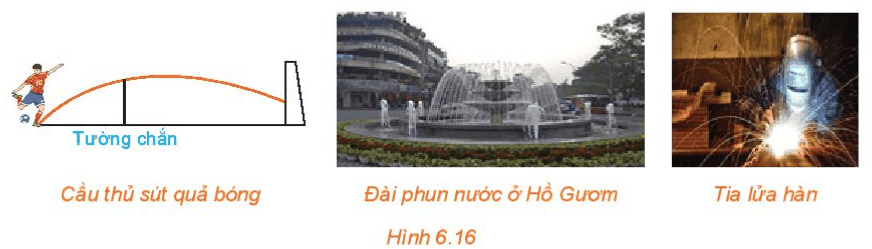 Tường chắn
Cầu thủ sút quả bóng
Đài phun nước ở Hồ Gươm
Tia lửa hàn
Hình 6.16